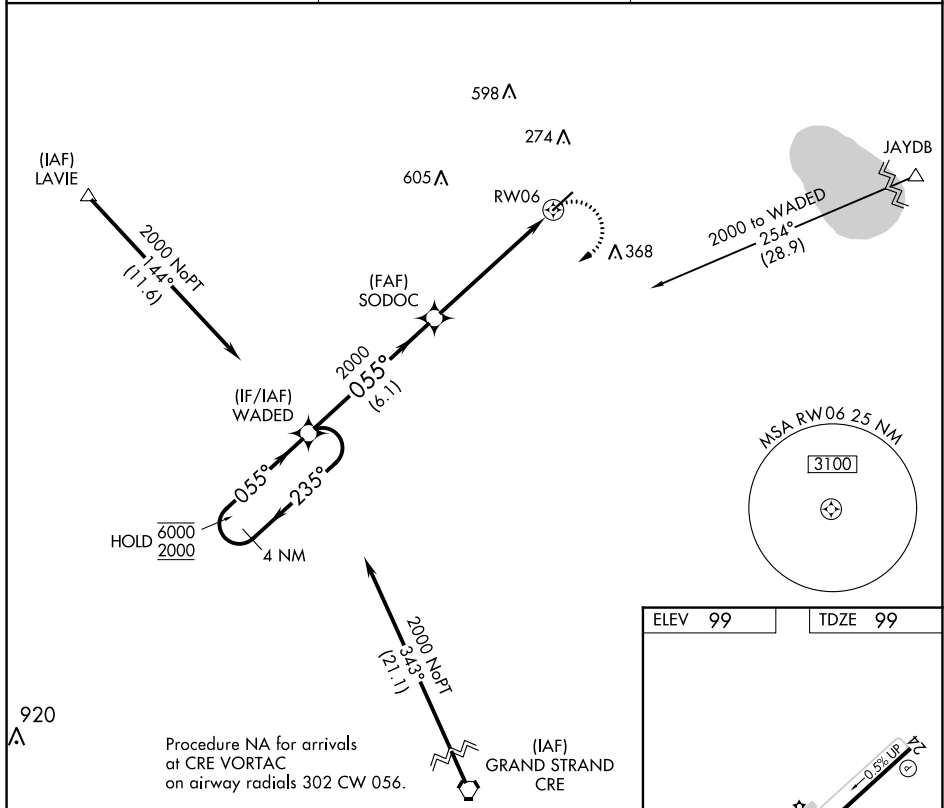 598
274
JAYDB
(IAF)
LAVIE
605
RW06
2000 to WADED
254°
(28.9)
368
2000 NoPT
144°
(11.6)
(FAF)
SODOC
2000
055°
(6.1)
(IF/IAF)
WADED
MSA RW06 25 NM
3100
055°
235°
HOLD 6000
2000
4 NM
ELEV 99
TDZE 99
2000 NoPT
343°
(21.1)
920
Procedure NA for arrivals
at CRE VORTAC
on airway radials 302 CW 056.
(IAF)
GRAND STRAND
CRE
24
0.5% UP
P